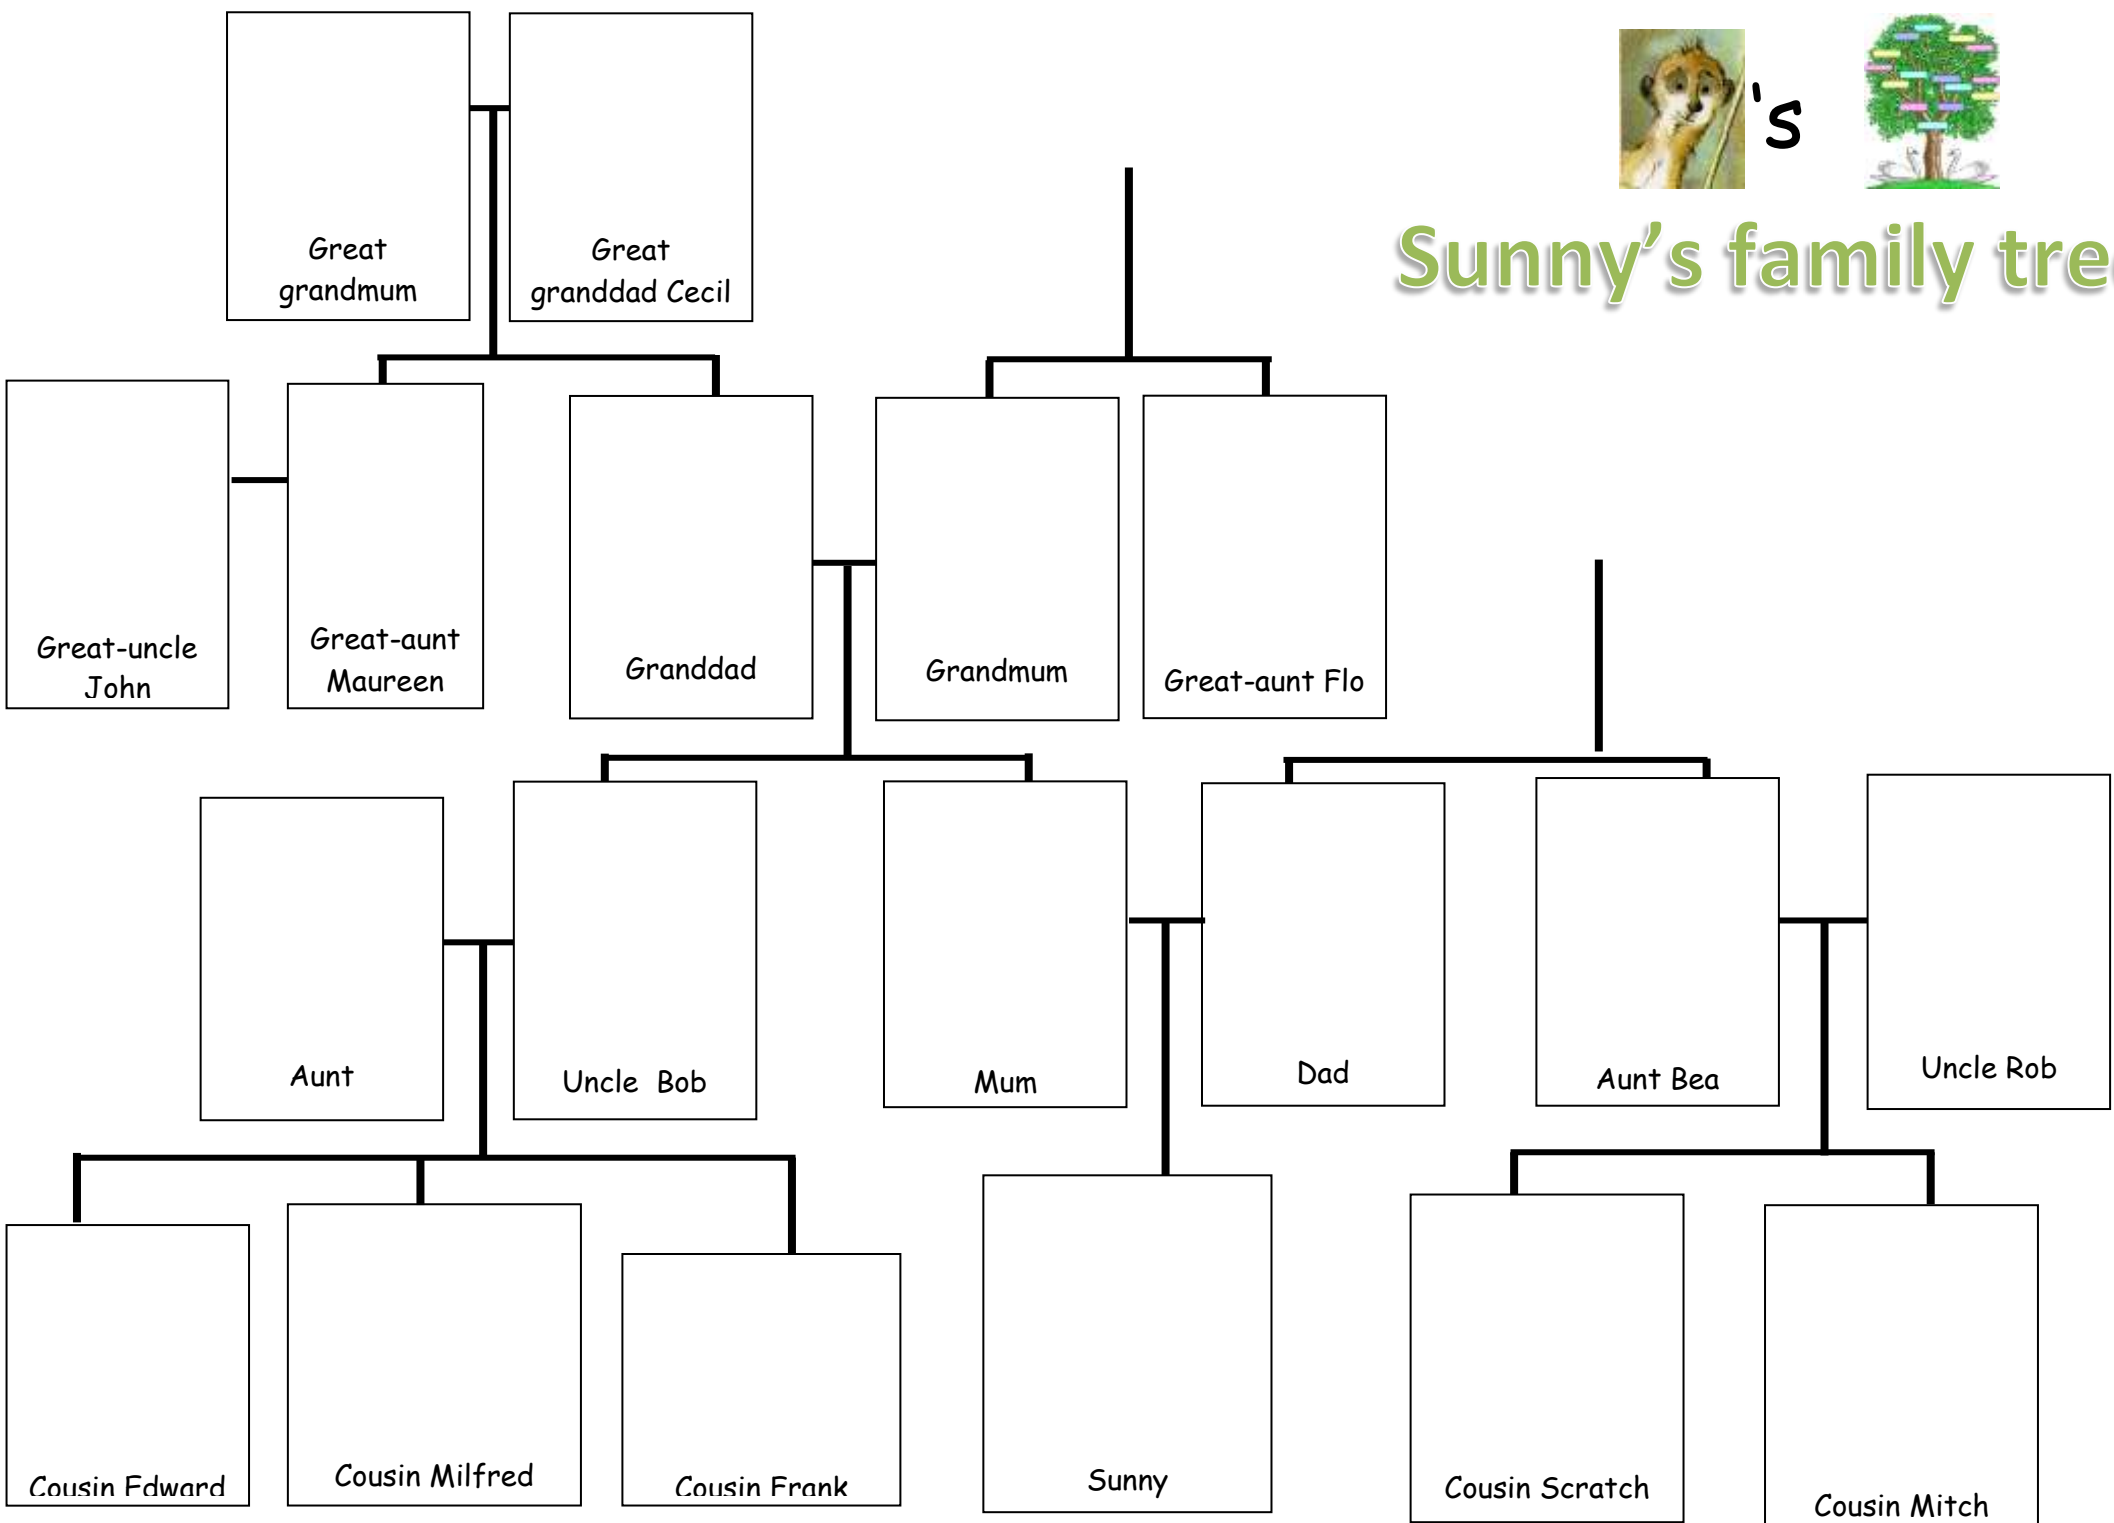 's
Sunny's family tre
Great
grandmum
Great
granddad Cecil
Great-uncle
John
Great-aunt
Maureen
Granddad
Grandmum
Great-aunt Flo
Aunt
Uncle Bob
Mum
Dad
Aunt Bea
Uncle Rob
Cousin Edward
Cousin Milfred
Cousin Frank
Sunny
Cousin Scratch
Cousin Mitch